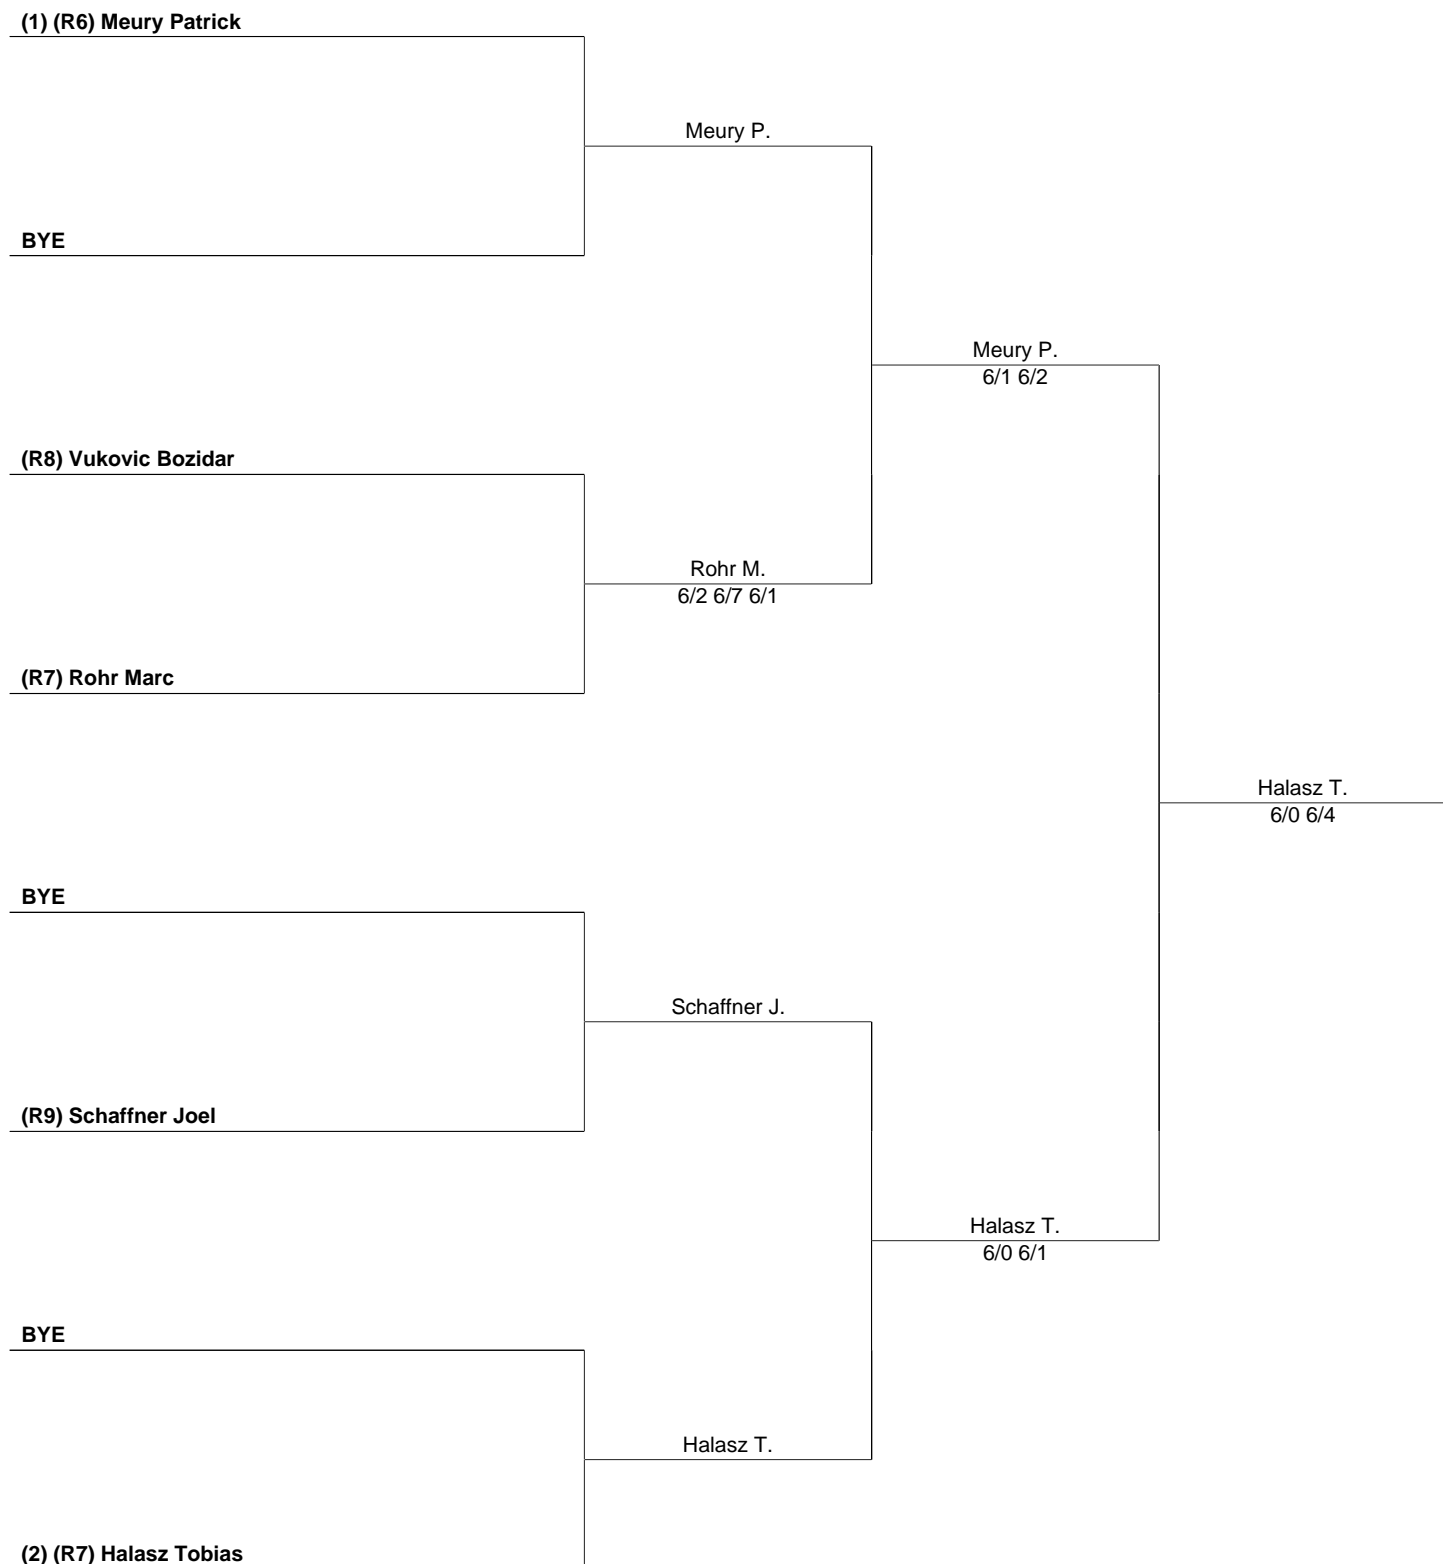 (1) (R6) Meury Patrick
Meury P.
BYE
Meury P.
6/1 6/2
(R8) Vukovic Bozidar
Rohr M.
6/2 6/7 6/1
(R7) Rohr Marc
Halasz T.
6/0 6/4
BYE
Schaffner J.
(R9) Schaffner Joel
Halasz T.
6/0 6/1
BYE
Halasz T.
(2) (R7) Halasz Tobias